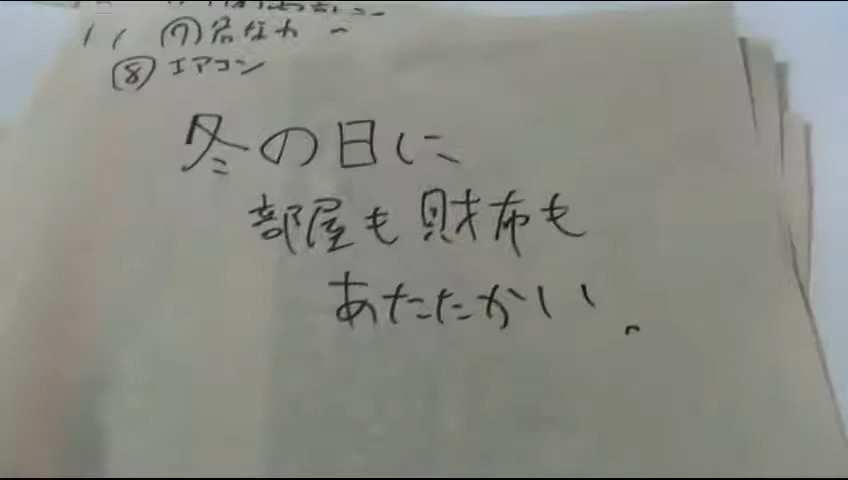 ⑧エアコン
冬の日に
部屋も財布も
あたたかい。